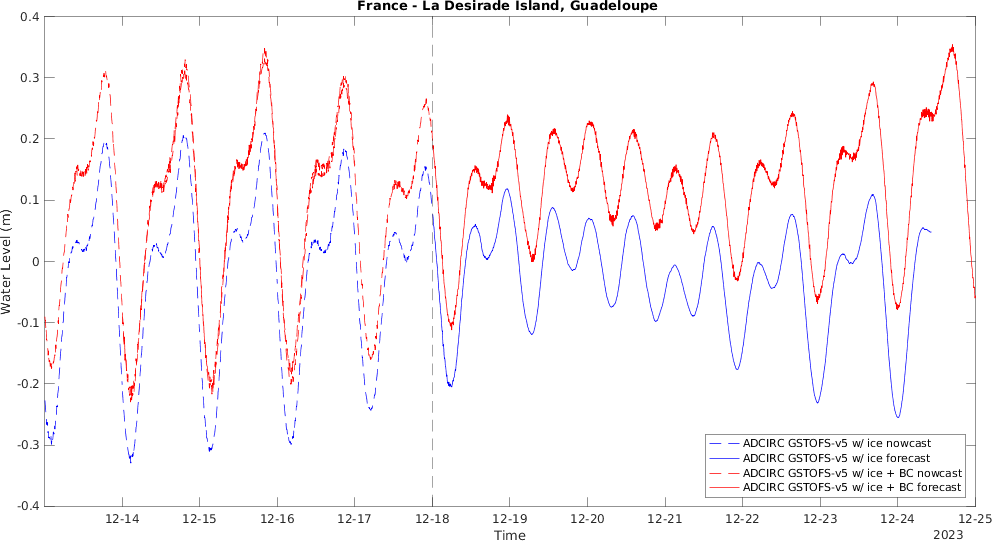 France - La Desirade Island, Guadeloupe
0.4
0.3
0.2
0.1
0
-0.1
-0.2
-0.3
-0.4
Water Level (m)
ADCIRC GSTOFS-v5 w/ ice nowcast
ADCIRC GSTOFS-v5 w/ ice forecast
ADCIRC GSTOFS-v5 w/ ice + BC nowcast
ADCIRC GSTOFS-v5 w/ ice + BC forecast
12-14 12-15 12-16 12-17 12-18 12-19 12-20 12-21 12-22 12-23 12-24 12-25
Time
2023